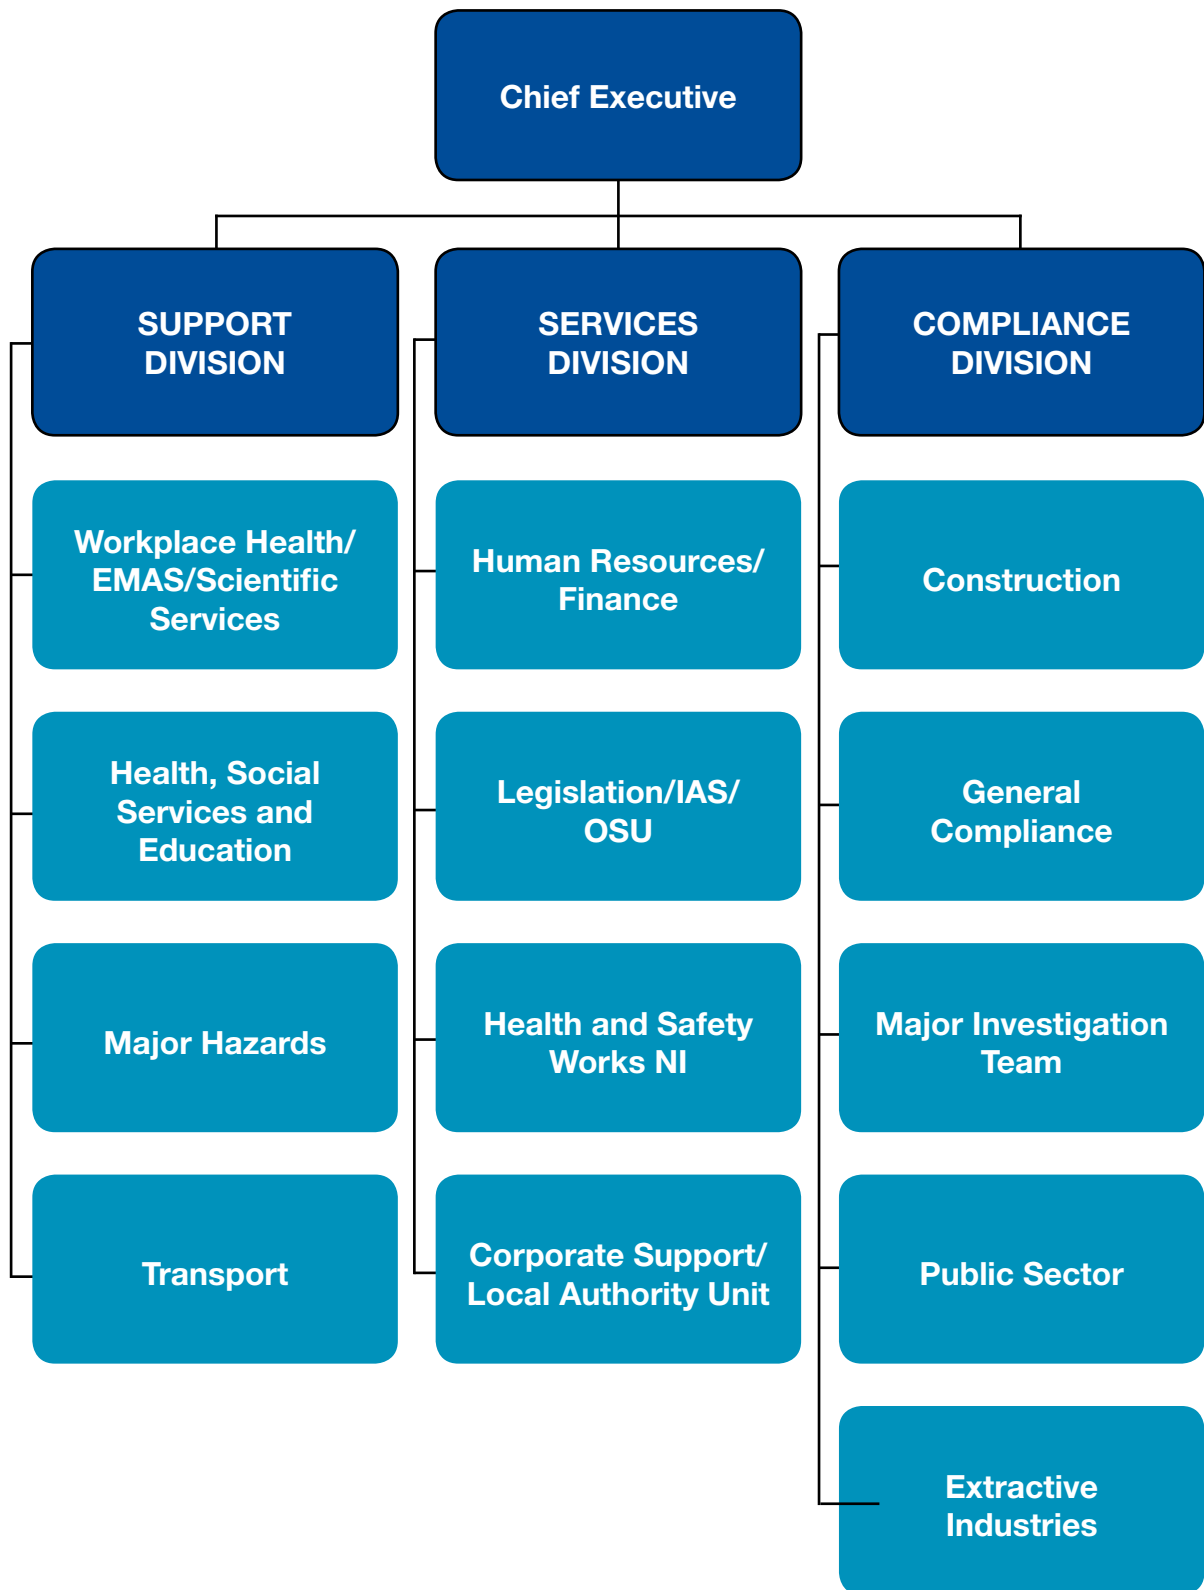 Chief Executive
SUPPORT
DIVISION
Workplace Health/
EMAS/Scientific
Services
Health, Social
Services and
Education
Major Hazards
Transport
SERVICES
DIVISION
Human Resources/
Finance
Legislation/IAS/
OSU
Health and Safety
Works NI
Corporate Support/
Local Authority Unit
COMPLIANCE
DIVISION
Construction
General
Compliance
Major Investigation
Team
Public Sector
Extractive
Industries